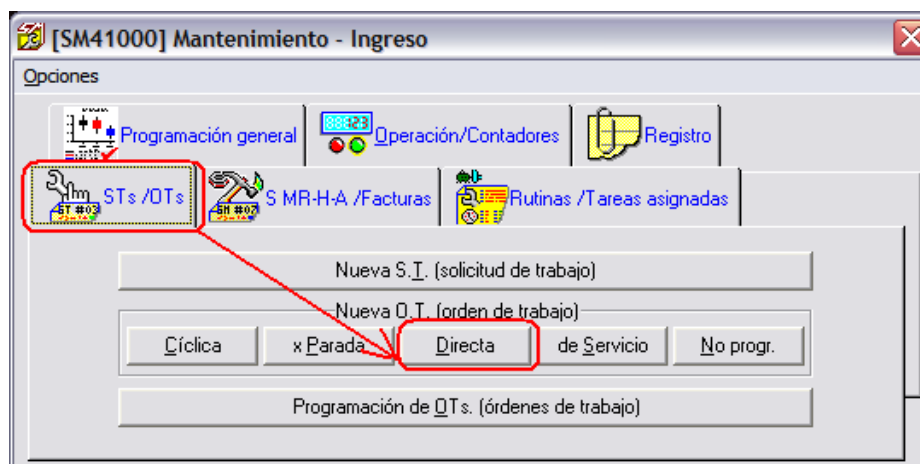 [SM41000] Mantenimiento - Ingreso
Opciones
Programación general
123
Operación/Contadores
Registro
STs /OTs
S MR-H-A /Facturas
Rutinas /Tareas asignadas
Nueva S.T. (solicitud de trabajo)
Nueva O.T. (orden de trabajo)
Cíclica
x Parada
Directa
de Servicio
No progr.
Programación de OTs. (órdenes de trabajo)